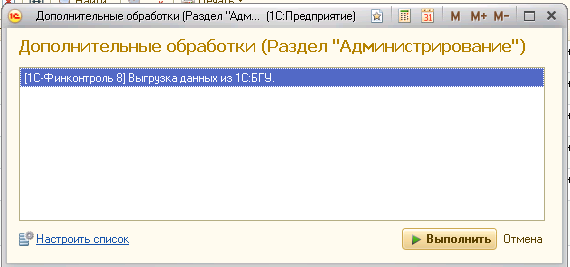 Дополнительные обработки (Раздел "Адм... (1С:Предприятие)
M M+ M-
Дополнительные обработки (Раздел "Администрирование")
[1С-Финконтроль 8] Выгрузка данных из 1С:БГУ.
Настроить список
Выполнить
Отмена